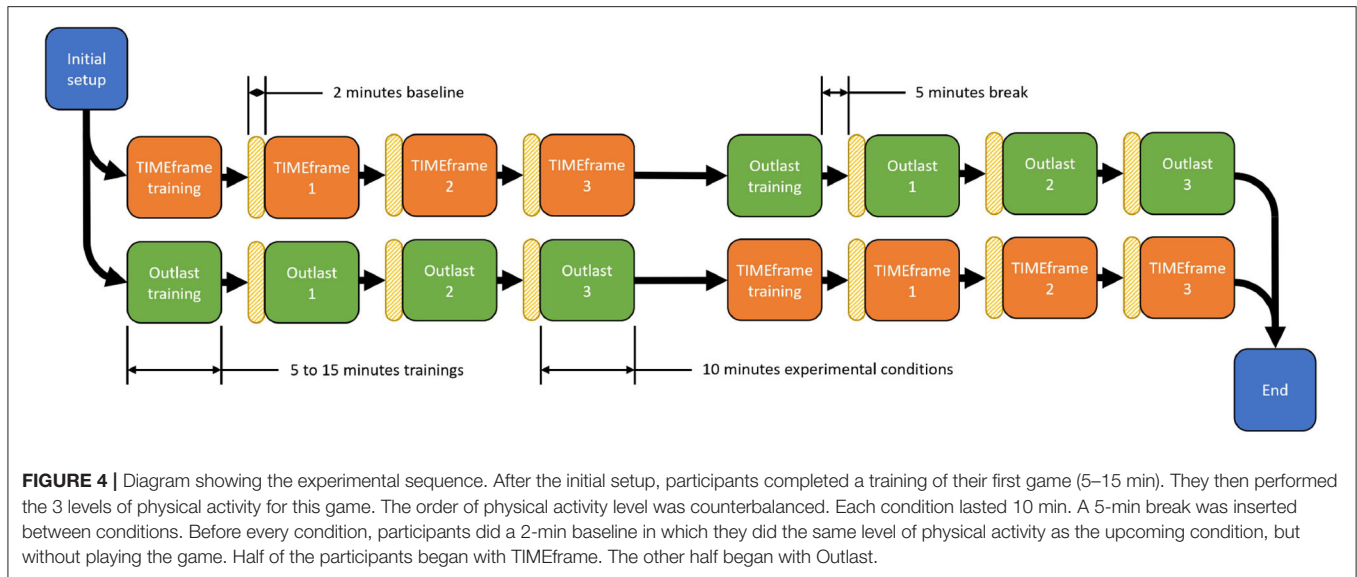 Initial
setup
2 minutes baseline
5 minutes break
TIMEframe
training
TIMEframe
1
TIMEframe
2
TIMEframe
3
Outlast
training
Outlast
1
Outlast
2
Outlast
3
Outlast
training
Outlast
1
Outlast
2
Outlast
3
TIMEframe
training
TIMEframe
1
TIMEframe
2
TIMEframe
3
5 to 15 minutes trainings
10 minutes experimental conditions
End
FIGURE 4 | Diagram showing the experimental sequence. After the initial setup, participants completed a training of their first game (5–15 min). They then performed
the 3 levels of physical activity for this game. The order of physical activity level was counterbalanced. Each condition lasted 10 min. A 5-min break was inserted
between conditions. Before every condition, participants did a 2-min baseline in which they did the same level of physical activity as the upcoming condition, but
without playing the game. Half of the participants began with TIMEframe. The other half began with Outlast.